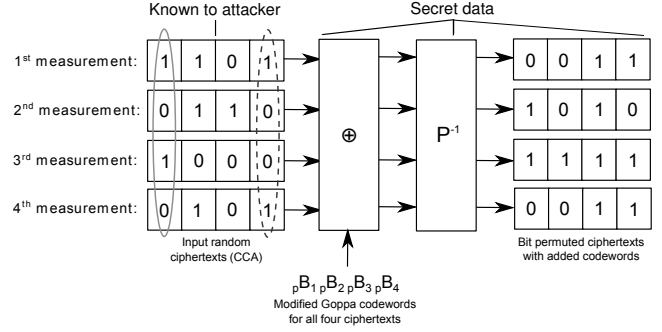 Known to attacker Secret data
1st measurement: 1 1 0 1 0 0 1 1
2nd measurement: 0 1 1 0 1 0 1 0
3rd measurement: 1 0 0 0 1 1 1 1
4th measurement: 0 1 0 1 0 0 1 1
⊕ P-1
Input random
ciphertexts (CCA)
Bit permuted ciphertexts
with added codewords
pB1 pB2 pB3 pB4
Modified Goppa codewords
for all four ciphertexts